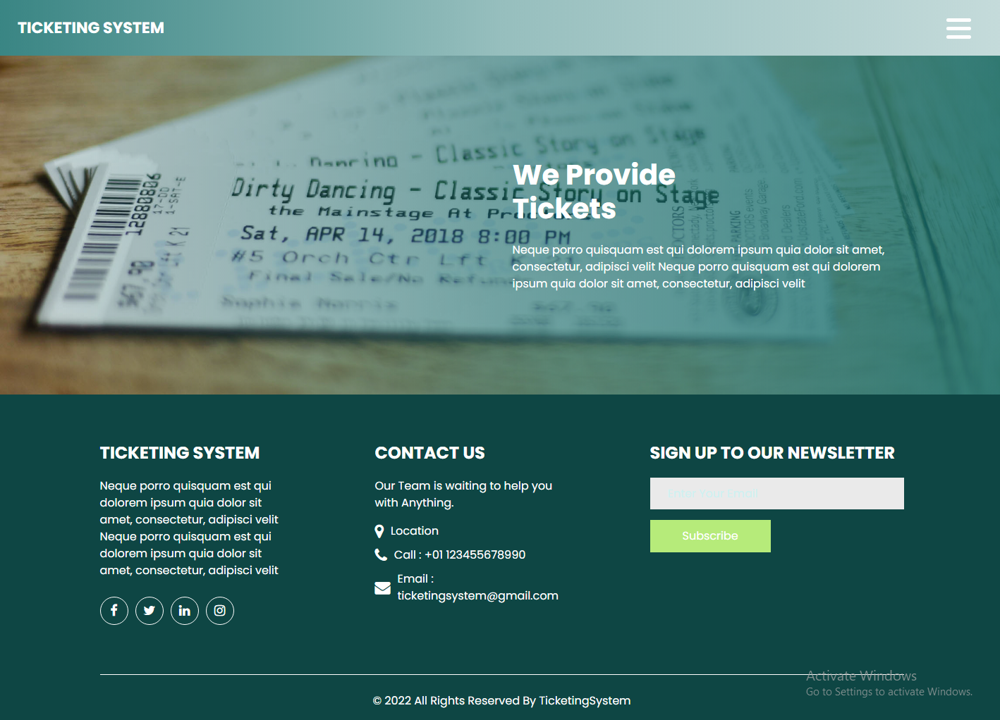 TICKETING SYSTEM
Dirty Dancing - Classic Story on Stage
the Mainstage At
Sat, APR 14, 2018 8:00 PM
#5 Orch Ctr Lft K
Final Sale/No
12880806
17-DD
1-SAT-E
We Provide
Tickets
Neque porro quisquam est qui dolorem ipsum quia dolor sit amet,
consectetur, adipisci velit Neque porro quisquam est qui dolorem
ipsum quia dolor sit amet, consectetur, adipisci velit
TICKETING SYSTEM
Neque porro quisquam est qui
dolorem ipsum quia dolor sit
amet, consectetur, adipisci velit
Neque porro quisquam est qui
dolorem ipsum quia dolor sit
amet, consectetur, adipisci velit
CONTACT US
Our Team is waiting to help you
with Anything.
Location
Call : +01 123455678990
Email :
ticketingsystem@gmail.com
SIGN UP TO OUR NEWSLETTER
Enter Your Email
Subscribe
Activate Windows
Go to Settings to activate Windows.
© 2022 All Rights Reserved By TicketingSystem